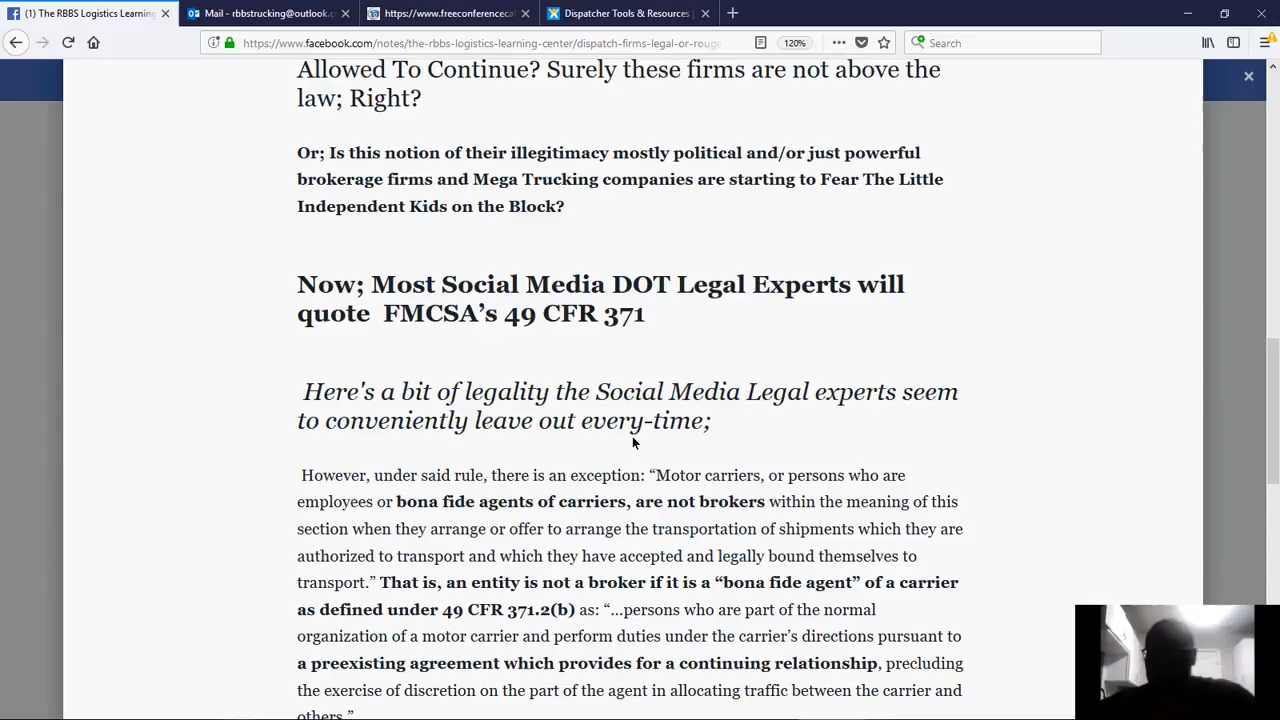 (1) The RBBS Logistics Learning
Mail - rbbstrucking@outlook.c
https://www.freeconferenceca
Dispatcher Tools & Resources
https://www.facebook.com/notes/the-rbbs-logistics-learning-center/dispatch-firms-legal-or-rouge
120%
Search
Allowed To Continue? Surely these firms are not above the
law; Right?
Or; Is this notion of their illegitimacy mostly political and/or just powerful
brokerage firms and Mega Trucking companies are starting to Fear The Little
Independent Kids on the Block?
Now; Most Social Media DOT Legal Experts will
quote FMCSA’s 49 CFR 371
Here's a bit of legality the Social Media Legal experts seem
to conveniently leave out every-time;
However, under said rule, there is an exception: “Motor carriers, or persons who are
employees or bona fide agents of carriers, are not brokers within the meaning of this
section when they arrange or offer to arrange the transportation of shipments which they are
authorized to transport and which they have accepted and legally bound themselves to
transport.” That is, an entity is not a broker if it is a “bona fide agent” of a carrier
as defined under 49 CFR 371.2(b) as: “…persons who are part of the normal
organization of a motor carrier and perform duties under the carrier’s directions pursuant to
a preexisting agreement which provides for a continuing relationship, precluding
the exercise of discretion on the part of the agent in allocating traffic between the carrier and
others.”